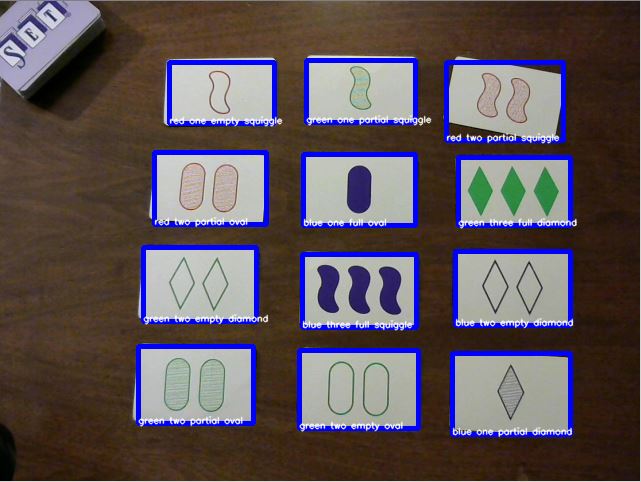 SET
red one empty squiggle
green one partial squiggle
red two partial squiggle
red two partial oval
blue one full oval
green three full diamond
green two empty diamond
blue three full squiggle
blue two empty diamond
green two partial oval
green two empty oval
blue one partial diamond